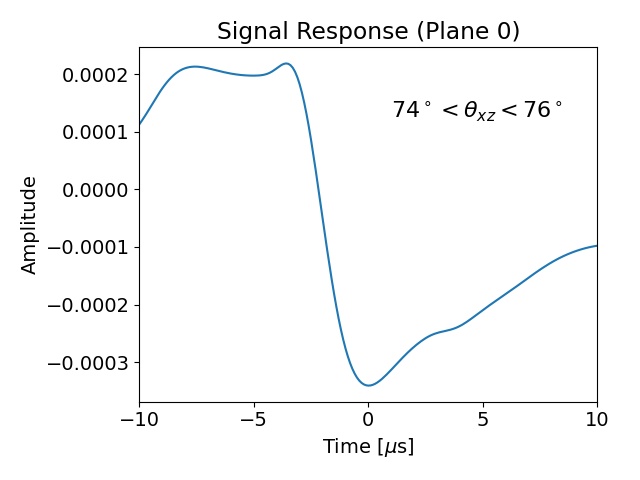 Signal Response (Plane 0)
0.0002
0.0001
0.0000
−0.0001
−0.0002
−0.0003
Amplitude
74° < θxz < 76°
−10
−5
0
5
10
Time [μs]